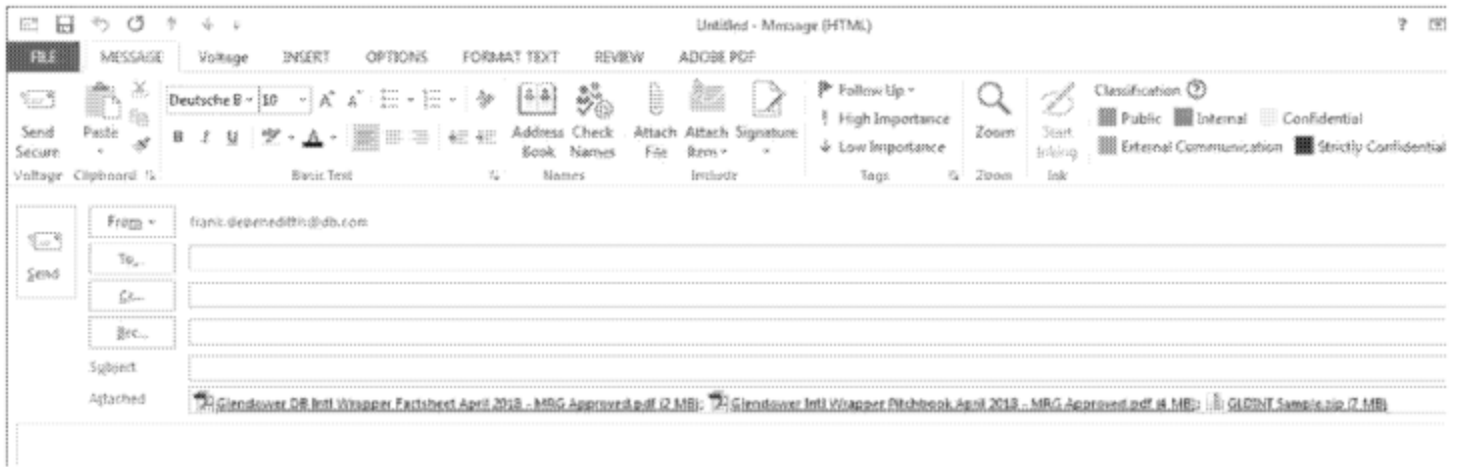 Untitled - Message (HTML) ?
FILE MESSAGE Voltage INSERT OPTIONS FORMAT TEXT REVIEW ADOBE PDF
Deutsche B 10 Follow Up Classification ?
Send Secure Paste Address Book Check Names Attach File Attach Item Signature High Importance Zoom Start Inking Public Internal Confidential
B I U A Low Importance External Communication Strictly Confidential
Voltage Clipboard Basic Text Names Include Tags Zoom Ink
From
To...
Send
Cc...
Bcc...
Subject
Attached Glendower DB Intl Wrapper Factsheet April 2018 - MRG Approved.pdf (2 MB); Glendower Intl Wrapper Pitchbook April 2018 - MRG Approved.pdf (4 MB); GLDINT Sample.zip (7 MB)